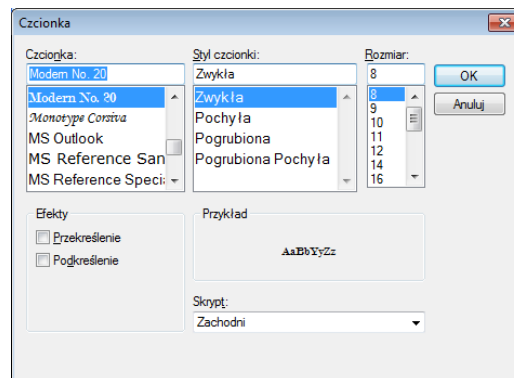 Czcionka
Czcionka:
Modern No. 20
Modern No. 20
Monotype Corsiva
MS Outlook
MS Reference San
MS Reference Speci
Styl czcionki:
Zwykła
Zwykła
Pochyła
Pogrubiona
Pogrubiona Pochyła
Rozmiar:
8
8
9
10
11
12
14
16
OK
Anuluj
Efekty
Przekreślenie
Podkreślenie
Przykład
AaBbYyZz
Skrypt:
Zachodni